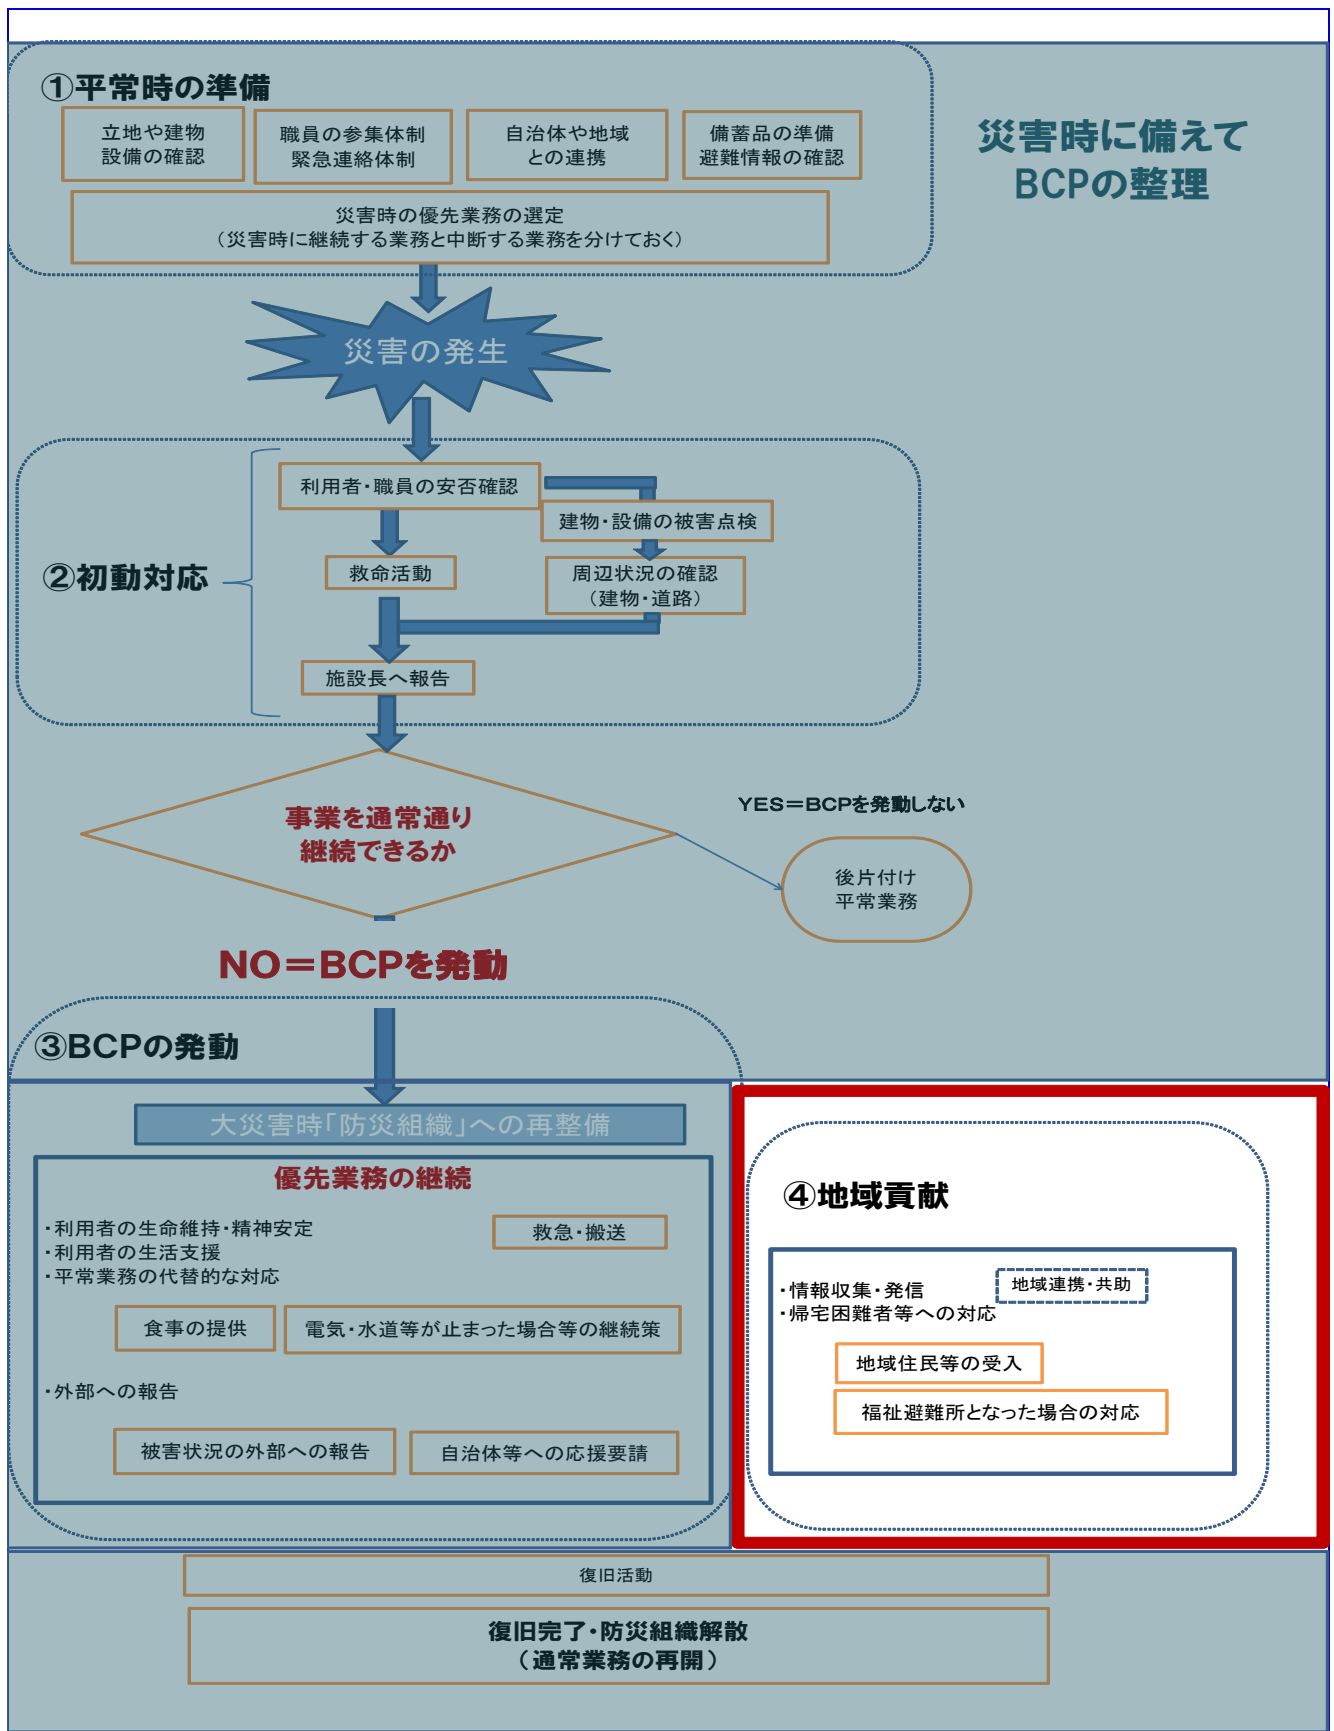 ①平常時の準備
立地や建物
設備の確認
職員の参集体制
緊急連絡体制
自治体や地域
との連携
備蓄品の準備
避難情報の確認
災害時に備えて
BCPの整理
災害時の優先業務の選定
（災害時に継続する業務と中断する業務を分けておく）
災害の発生
②初動対応
利用者・職員の安否確認
建物・設備の被害点検
救命活動
周辺状況の確認
（建物・道路）
施設長へ報告
事業を通常通り
継続できるか
YES＝BCPを発動しない
後片付け
平常業務
NO＝BCPを発動
③BCPの発動
大災害時「防災組織」への再整備
優先業務の継続
・利用者の生命維持・精神安定
・利用者の生活支援
・平常業務の代替的な対応
救急・搬送
食事の提供
電気・水道等が止まった場合等の継続策
・外部への報告
被害状況の外部への報告
自治体等への応援要請
④地域貢献
・情報収集・発信
・帰宅困難者等への対応
地域連携・共助
地域住民等の受入
福祉避難所となった場合の対応
復旧活動
復旧完了・防災組織解散
（通常業務の再開）